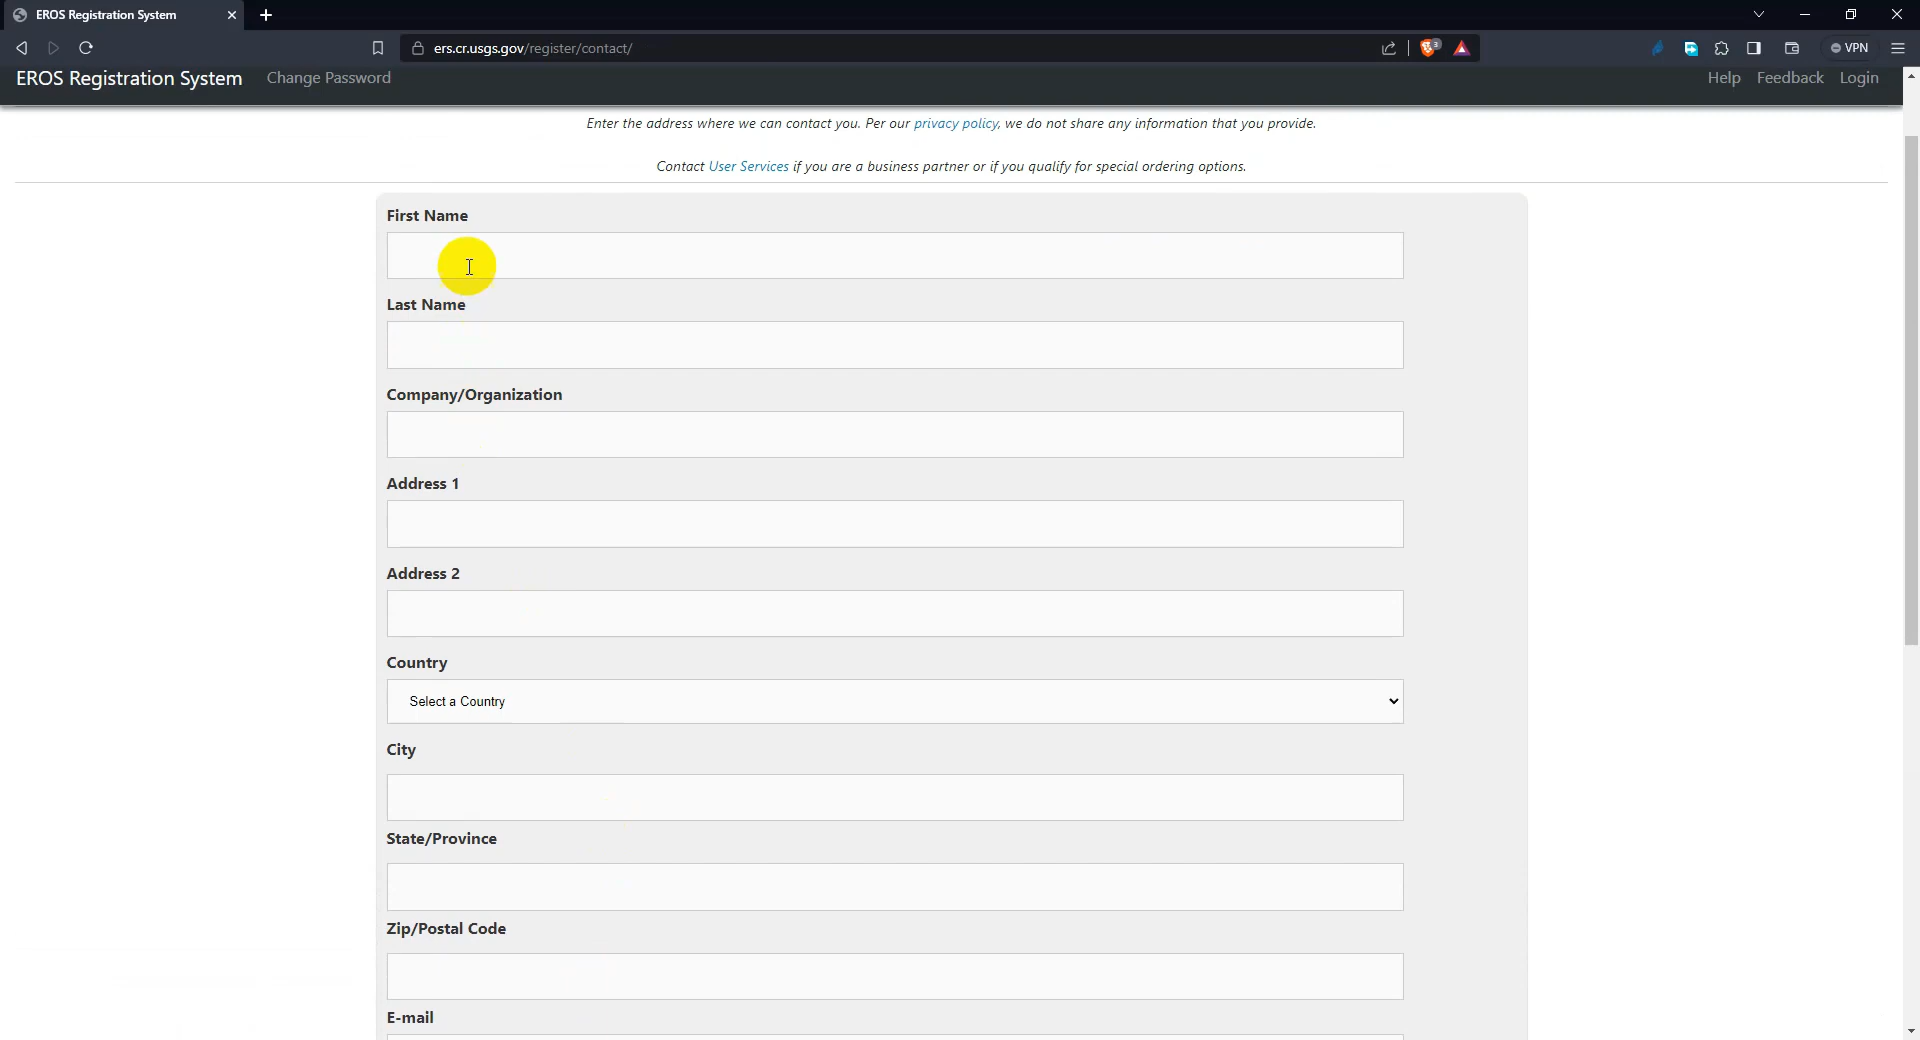 EROS Registration System
ers.cr.usgs.gov/register/contact/
3
VPN
EROS Registration System Change Password Help Feedback Login
Enter the address where we can contact you. Per our privacy policy, we do not share any information that you provide.
Contact User Services if you are a business partner or if you qualify for special ordering options.
First Name
Last Name
Company/Organization
Address 1
Address 2
Country
Select a Country
City
State/Province
Zip/Postal Code
E-mail